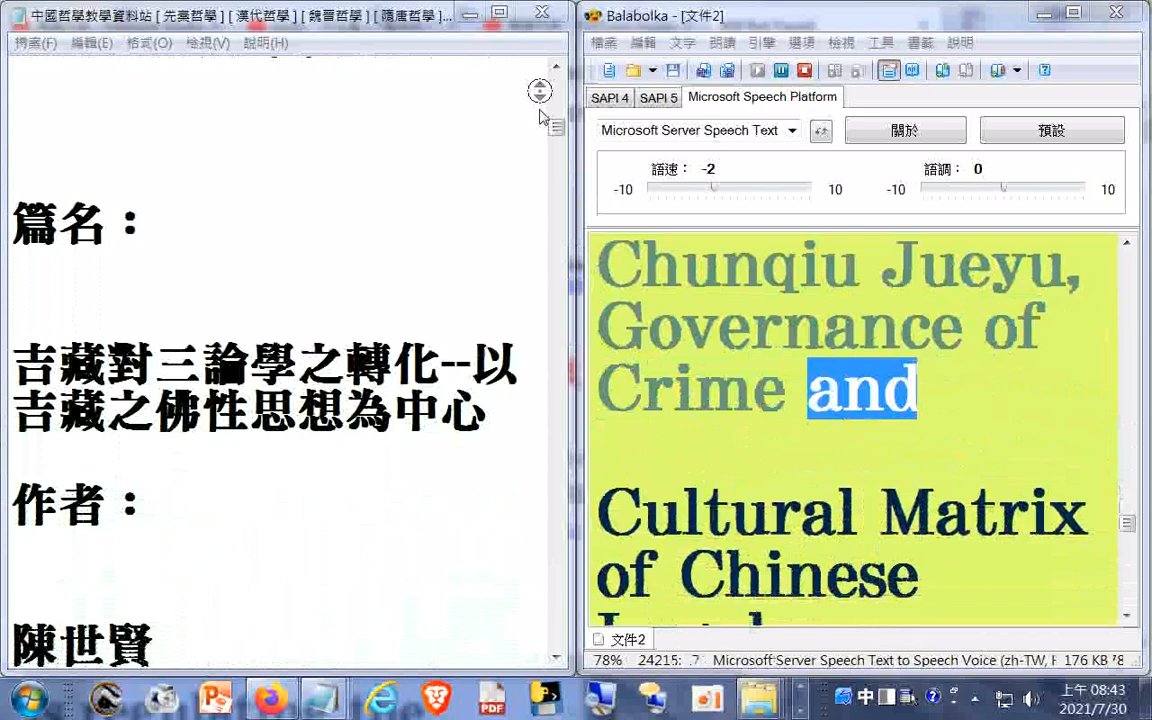 中國哲學教學資料站 [ 先秦哲學 ] [ 漢代哲學 ] [ 魏晉哲學 ] [ 隋唐哲學 ]...
檔案(F) 編輯(E) 格式(O) 檢視(V) 說明(H)
篇名：
吉藏對三論學之轉化--以
吉藏之佛性思想為中心
作者：
陳世賢
Balabolka - [文件2]
檔案 編輯 文字 朗讀 引擎 選項 檢視 工具 書籤 說明
SAPI 4 SAPI 5 Microsoft Speech Platform
Microsoft Server Speech Text 關於 預設
語速： -2 語調： 0
-10 10 -10 10
Chunqiu Jueyu,
Governance of
Crime and
Cultural Matrix
of Chinese
文件2
78% 24215: Microsoft Server Speech Text to Speech Voice (zh-TW, 176 KB
中
上午 08:43
2021/7/30
PDF